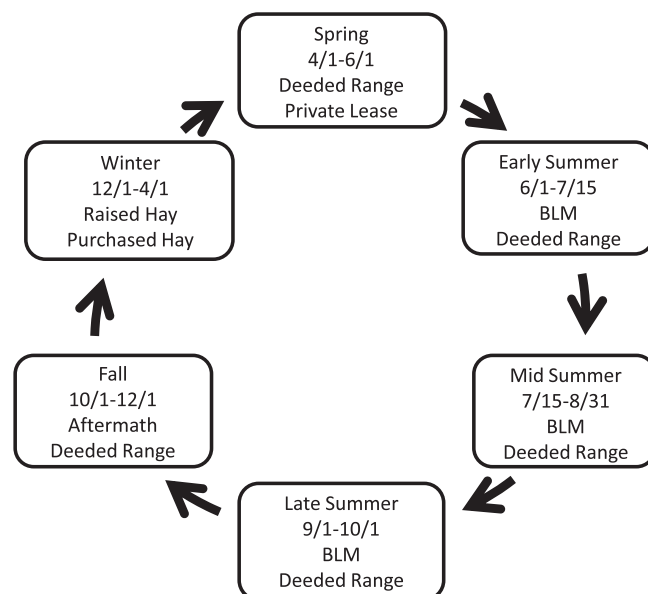 Spring
4/1-6/1
Deeded Range
Private Lease
Early Summer
6/1-7/15
BLM
Deeded Range
Mid Summer
7/15-8/31
BLM
Deeded Range
Late Summer
9/1-10/1
BLM
Deeded Range
Fall
10/1-12/1
Aftermath
Deeded Range
Winter
12/1-4/1
Raised Hay
Purchased Hay